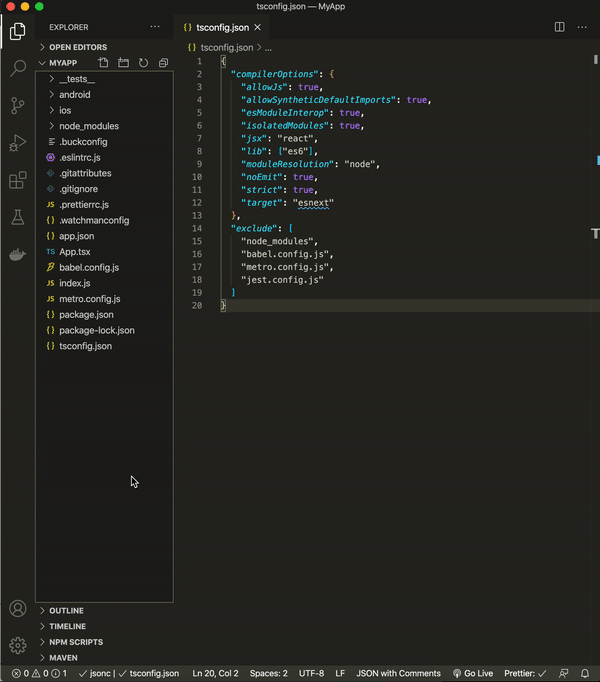 tsconfig.json — MyApp
EXPLORER
OPEN EDITORS
MYAPP
__tests__
android
ios
node_modules
.buckconfig
.eslintrc.js
.gitattributes
.gitignore
JS .prettierrc.js
{} .watchmanconfig
{} app.json
TS App.tsx
babel.config.js
JS index.js
JS metro.config.js
{} package.json
{} package-lock.json
{} tsconfig.json
OUTLINE
TIMELINE
NPM SCRIPTS
MAVEN
{} tsconfig.json
{} tsconfig.json > ...
1 {
2 "compilerOptions": {
3 "allowJs": true,
4 "allowSyntheticDefaultImports": true,
5 "esModuleInterop": true,
6 "isolatedModules": true,
7 "jsx": "react",
8 "lib": ["es6"],
9 "moduleResolution": "node",
10 "noEmit": true,
11 "strict": true,
12 "target": "esnext"
13 },
14 "exclude": [
15 "node_modules",
16 "babel.config.js",
17 "metro.config.js",
18 "jest.config.js"
19 ]
20 }
T
0 0 1 jsonc | tsconfig.json Ln 20, Col 2 Spaces: 2 UTF-8 LF JSON with Comments Go Live Prettier: